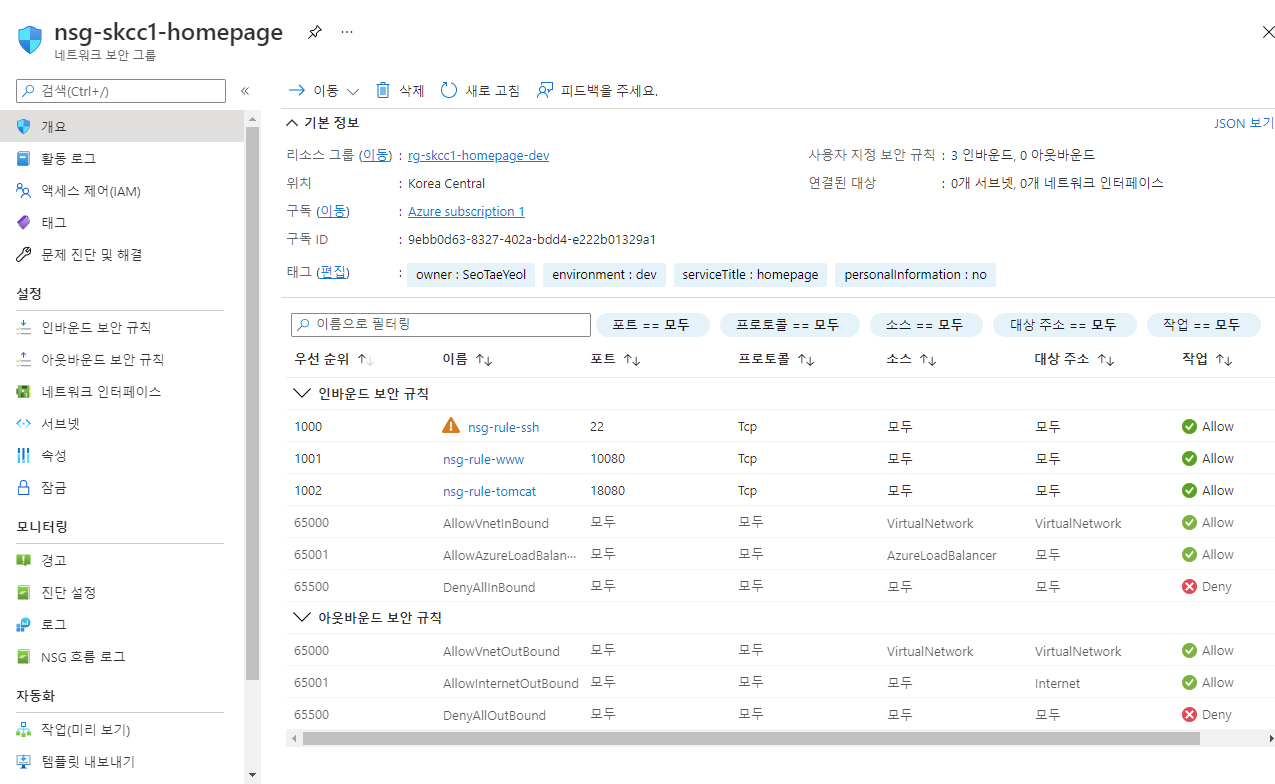 nsg-skcc1-homepage ···
네트워크 보안 그룹
검색(Ctrl+/) «
개요
활동 로그
액세스 제어(IAM)
태그
문제 진단 및 해결
설정
인바운드 보안 규칙
아웃바운드 보안 규칙
네트워크 인터페이스
서브넷
속성
잠금
모니터링
경고
진단 설정
로그
NSG 흐름 로그
자동화
작업(미리 보기)
템플릿 내보내기
이동 삭제 새로 고침 피드백을 주세요.
기본 정보 JSON 보기
리소스 그룹 (이동) : rg-skcc1-homepage-dev
위치 : Korea Central
구독 (이동) : Azure subscription 1
구독 ID : 9ebb0d63-8327-402a-bdd4-e222b01329a1
태그 (편집) : owner : SeoTaeYeol environment : dev serviceTitle : homepage personalInformation : no
사용자 지정 보안 규칙 : 3 인바운드, 0 아웃바운드
연결된 대상 : 0개 서브넷, 0개 네트워크 인터페이스
이름으로 필터링 포트 == 모두 프로토콜 == 모두 소스 == 모두 대상 주소 == 모두 작업 == 모두
우선 순위 ↑↓ 이름 ↑↓ 포트 ↑↓ 프로토콜 ↑↓ 소스 ↑↓ 대상 주소 ↑↓ 작업 ↑↓
인바운드 보안 규칙
1000 nsg-rule-ssh 22 Tcp 모두 모두 Allow
1001 nsg-rule-www 10080 Tcp 모두 모두 Allow
1002 nsg-rule-tomcat 18080 Tcp 모두 모두 Allow
65000 AllowVnetInBound 모두 모두 VirtualNetwork VirtualNetwork Allow
65001 AllowAzureLoadBalan··· 모두 모두 AzureLoadBalancer 모두 Allow
65500 DenyAllInBound 모두 모두 모두 모두 Deny
아웃바운드 보안 규칙
65000 AllowVnetOutBound 모두 모두 VirtualNetwork VirtualNetwork Allow
65001 AllowInternetOutBound 모두 모두 모두 Internet Allow
65500 DenyAllOutBound 모두 모두 모두 모두 Deny